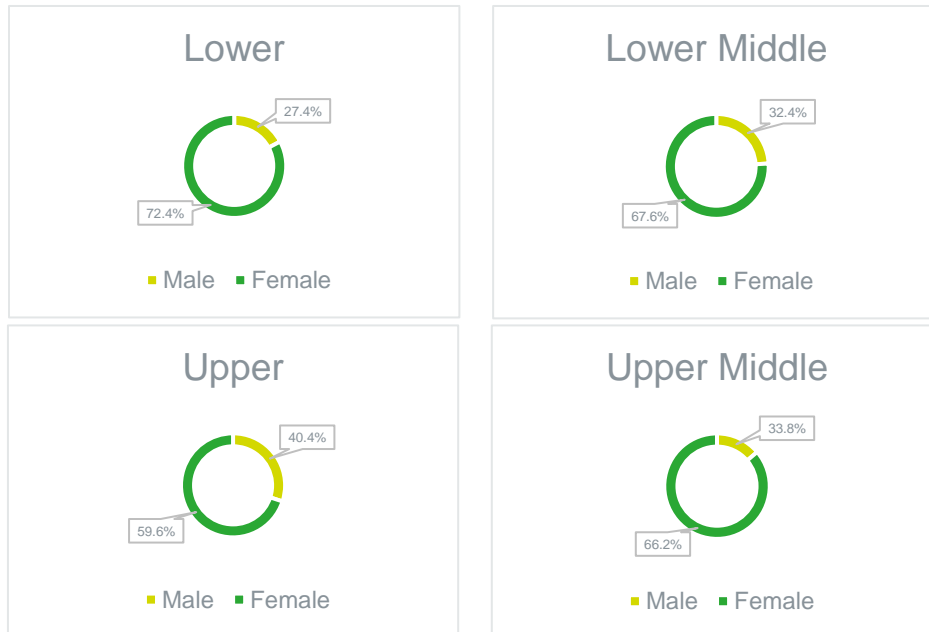 Lower
27.4%
72.4%
Male Female
Lower Middle
32.4%
67.6%
Male Female
Upper
40.4%
59.6%
Male Female
Upper Middle
33.8%
66.2%
Male Female